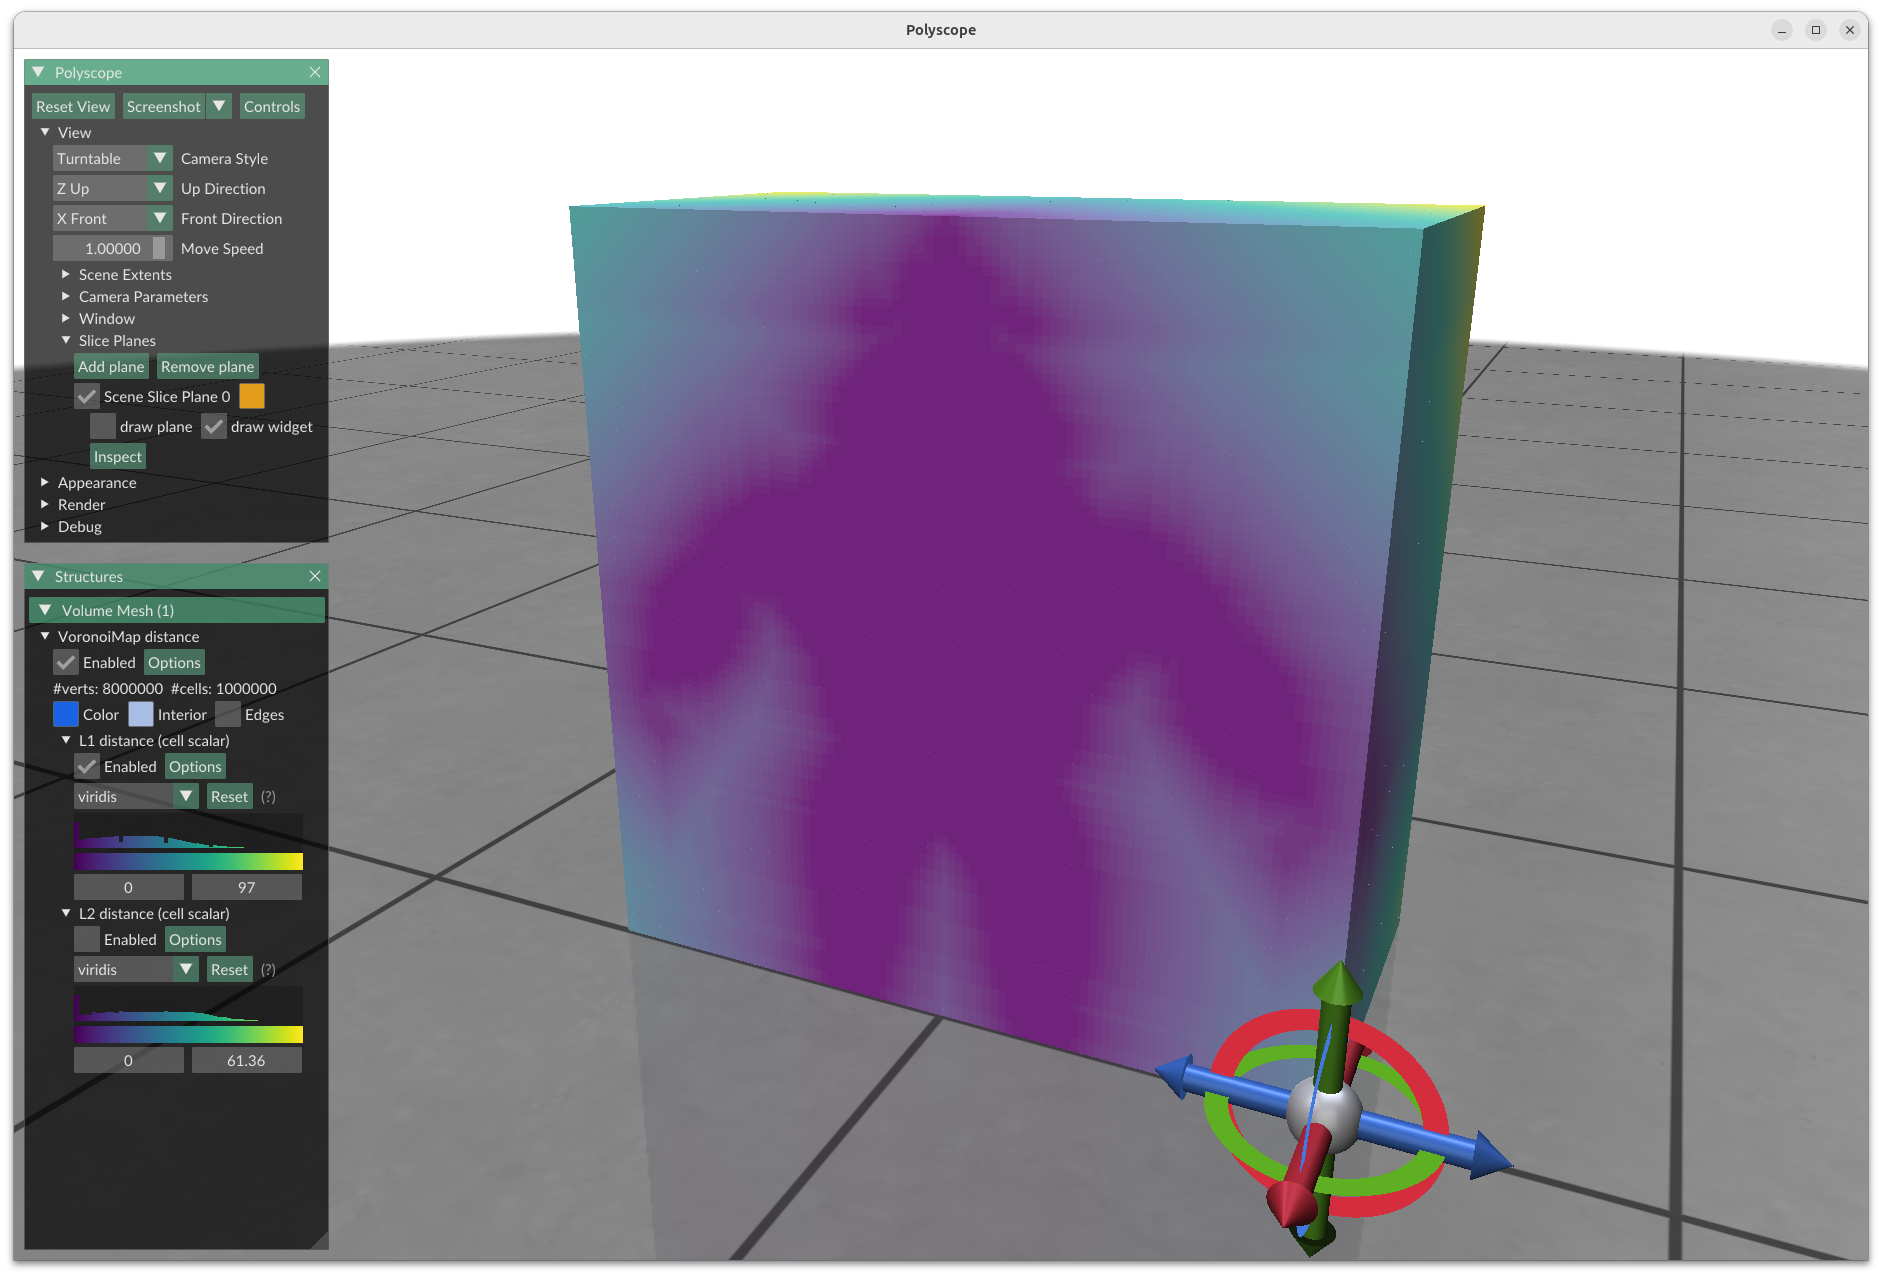 Polyscope
Polyscope
Reset View Screenshot Controls
View
Turntable Camera Style
Z Up Up Direction
X Front Front Direction
1.00000 Move Speed
Scene Extents
Camera Parameters
Window
Slice Planes
Add plane Remove plane
Scene Slice Plane 0
draw plane draw widget
Inspect
Appearance
Render
Debug
Structures
Volume Mesh (1)
VoronoiMap distance
Enabled Options
#verts: 8000000 #cells: 1000000
Color Interior Edges
L1 distance (cell scalar)
Enabled Options
viridis Reset (?)
0 97
L2 distance (cell scalar)
Enabled Options
viridis Reset (?)
0 61.36